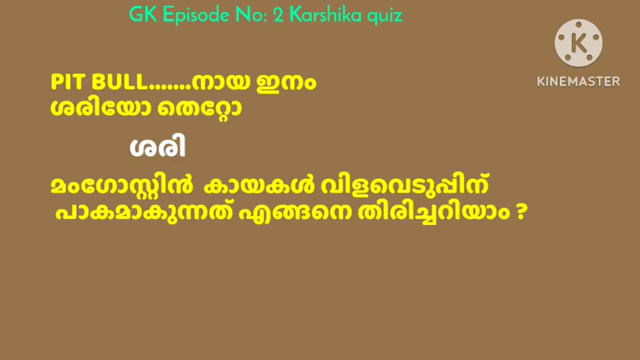 GK Episode No: 2 Karshika quiz
KINEMASTER
PIT BULL.......നായ ഇനം
ശരിയോ തെറ്റോ
ശരി
മംഗോസ്റ്റിൻ കായകൾ വിളവെടുപ്പിന്
പാകമാകുന്നത് എങ്ങനെ തിരിച്ചറിയാം ?